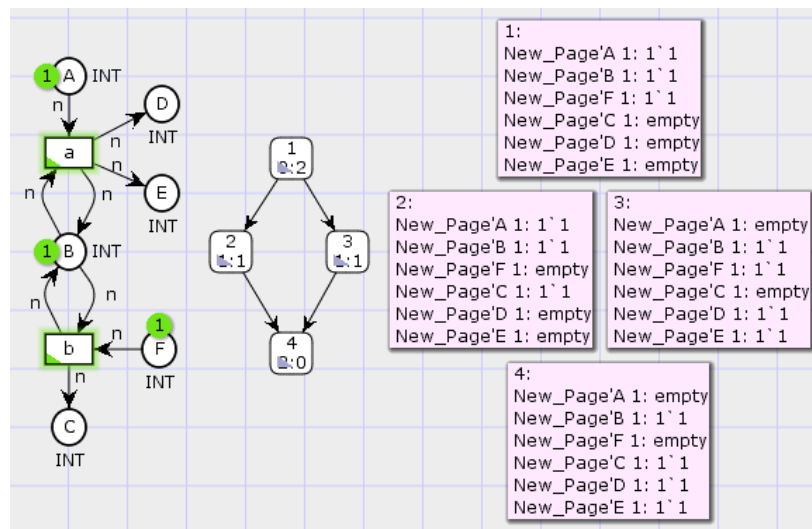 1
A
INT
n
D
INT
n
a
n
E
INT
n
n
1
B
INT
n
n
1
b
n
F
INT
n
C
INT
1
0:2
2
1:1
3
1:1
4
2:0
1:
New_Page'A 1: 1`1
New_Page'B 1: 1`1
New_Page'F 1: 1`1
New_Page'C 1: empty
New_Page'D 1: empty
New_Page'E 1: empty
2:
New_Page'A 1: 1`1
New_Page'B 1: 1`1
New_Page'F 1: empty
New_Page'C 1: 1`1
New_Page'D 1: empty
New_Page'E 1: empty
3:
New_Page'A 1: empty
New_Page'B 1: 1`1
New_Page'F 1: 1`1
New_Page'C 1: empty
New_Page'D 1: 1`1
New_Page'E 1: 1`1
4:
New_Page'A 1: empty
New_Page'B 1: 1`1
New_Page'F 1: empty
New_Page'C 1: 1`1
New_Page'D 1: 1`1
New_Page'E 1: 1`1